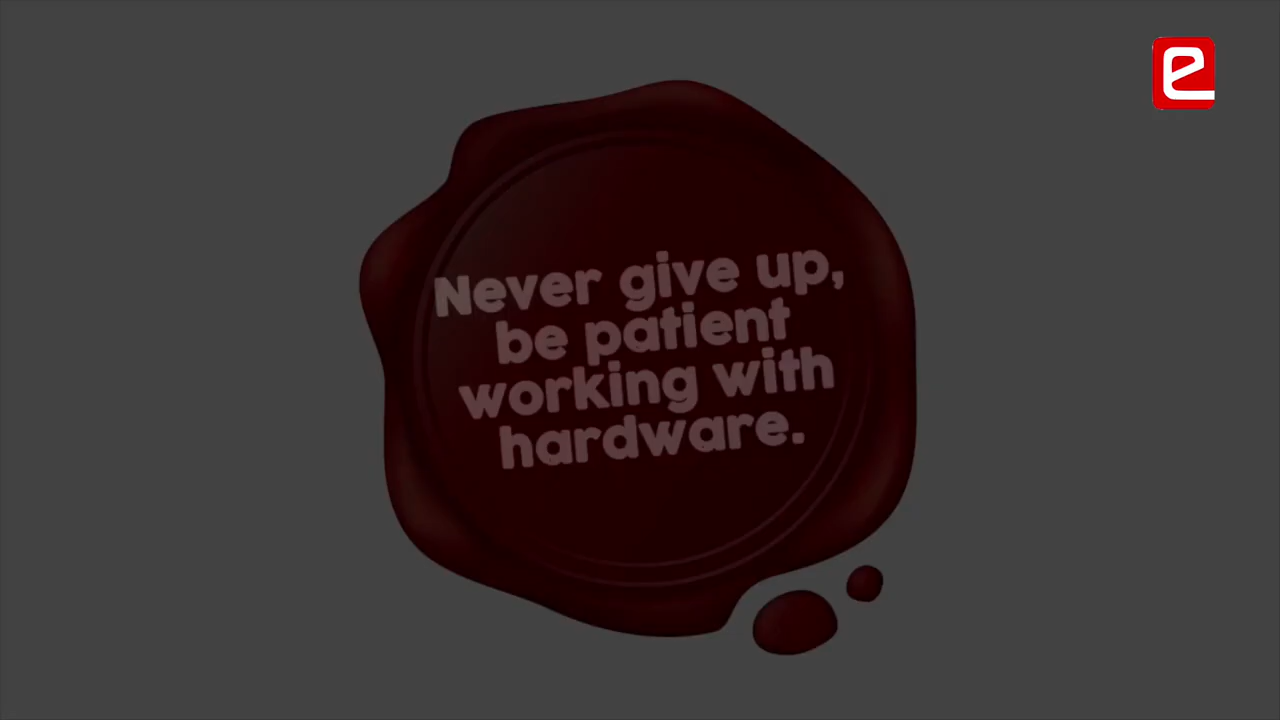 Never give up,
be patient
working with
hardware.
e